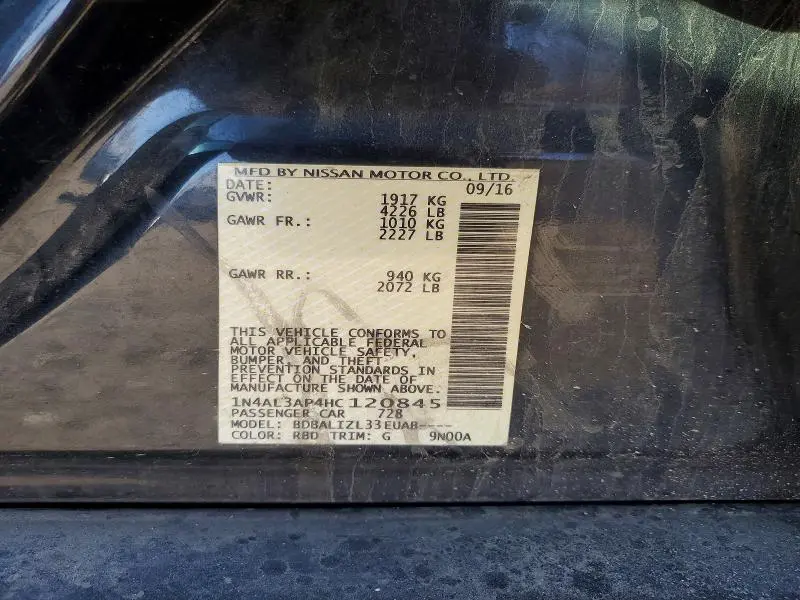 MFD BY NISSAN MOTOR CO., LTD.
DATE: 09/16
GVWR: 1917 KG
4226 LB
GAWR FR.: 1010 KG
2227 LB
GAWR RR.: 940 KG
2072 LB
THIS VEHICLE CONFORMS TO
ALL APPLICABLE FEDERAL
MOTOR VEHICLE SAFETY,
BUMPER, AND THEFT
PREVENTION STANDARDS IN
EFFECT ON THE DATE OF
MANUFACTURE SHOWN ABOVE.
1N4AL3AP4HC120845
PASSENGER CAR 728
MODEL: BDBALIZL33EUAB----
COLOR: RBD TRIM: G 9N00A